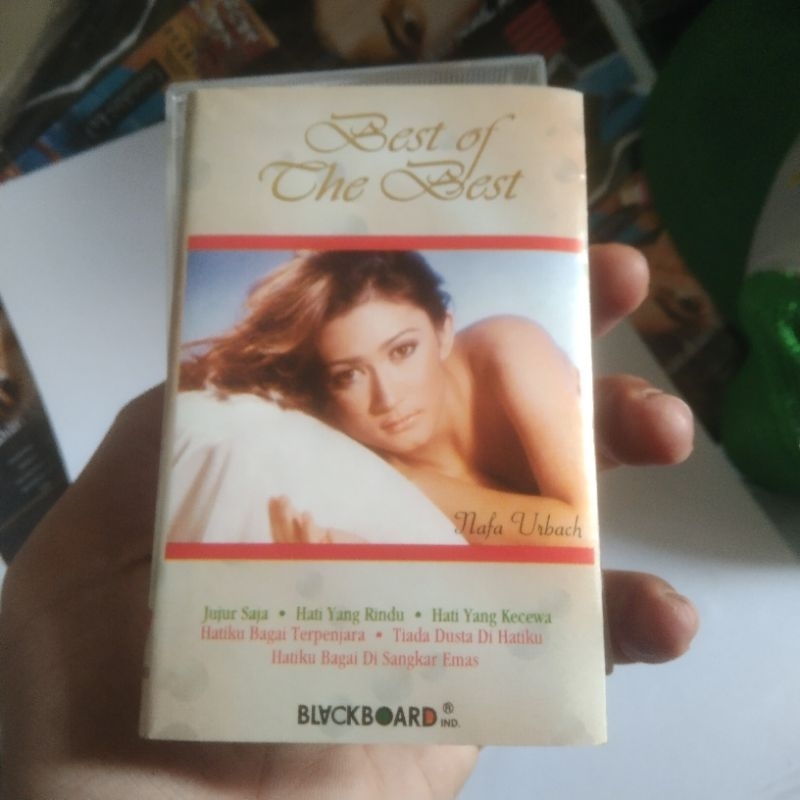 Best of
The Best
Nafa Urbach
Jujur Saja • Hati Yang Rindu • Hati Yang Kecewa
Hatiku Bagai Terpenjara • Tiada Dusta Di Hatiku
Hatiku Bagai Di Sangkar Emas
BLACKBOARD ® IND.